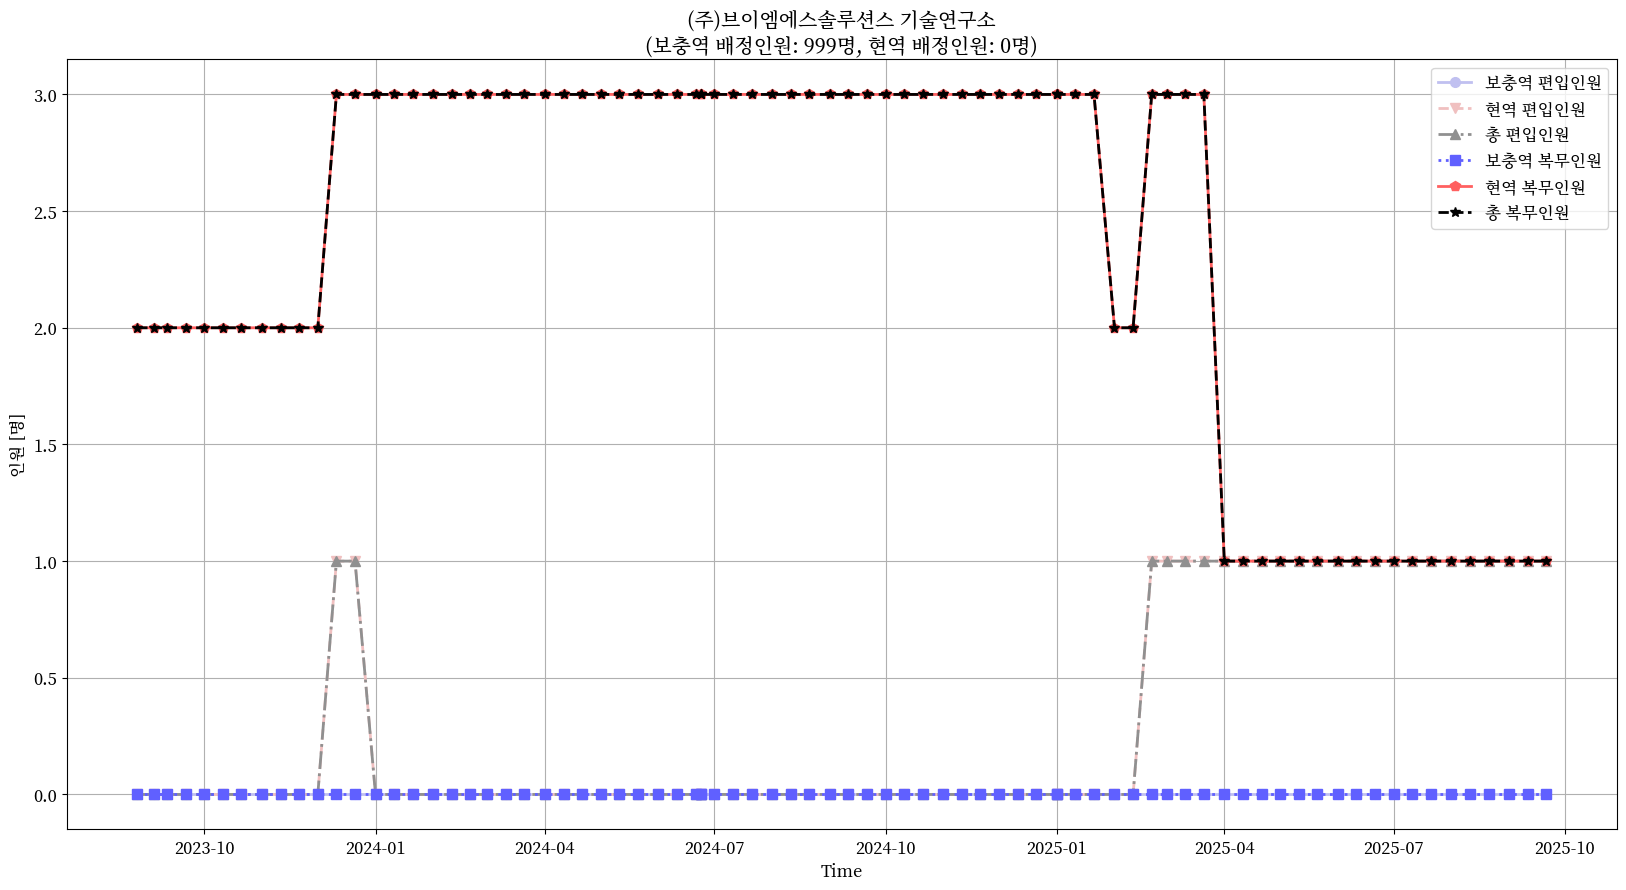 (주)브이엠에스솔루션스 기술연구소
(보충역 배정인원: 999명, 현역 배정인원: 0명)
보충역 편입인원
현역 편입인원
총 편입인원
보충역 복무인원
현역 복무인원
총 복무인원
인원 [명]
3.0
2.5
2.0
1.5
1.0
0.5
0.0
2023-10
2024-01
2024-04
2024-07
2024-10
2025-01
2025-04
2025-07
2025-10
Time